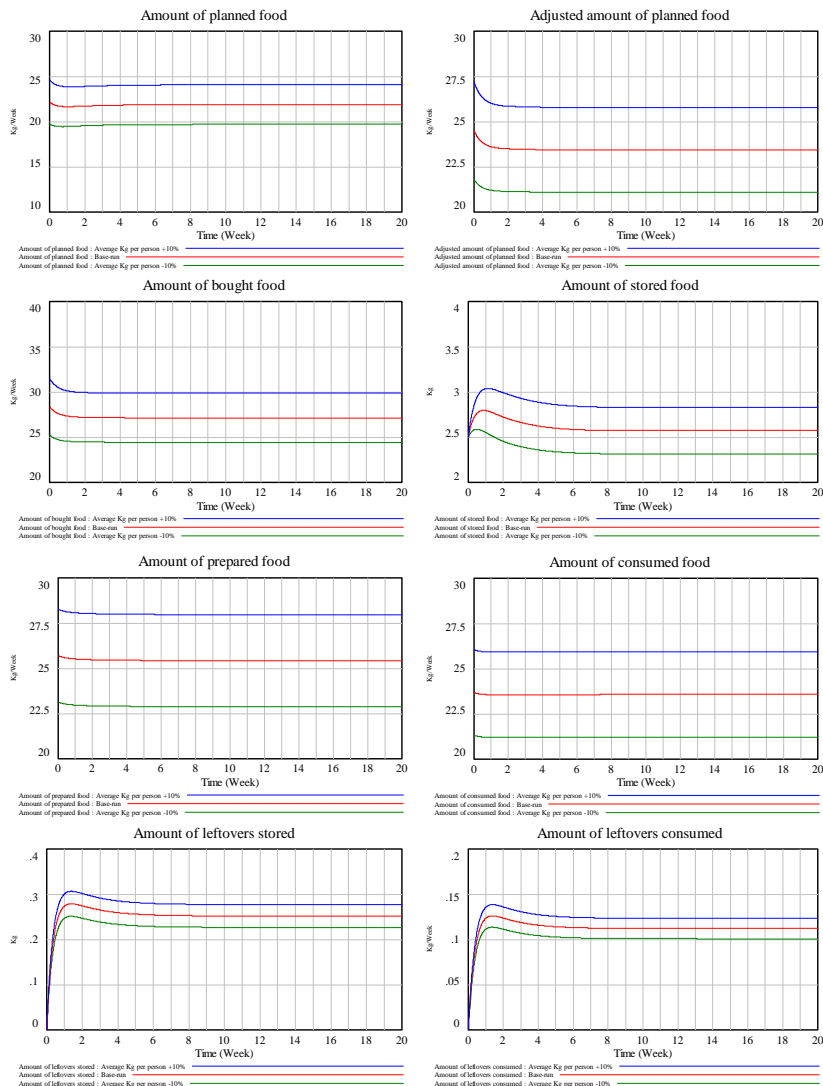 Amount of planned food
30
25
20
15
10
Kg/Week
0 2 4 6 8 10 12 14 16 18 20
Time (Week)
Amount of planned food : Average Kg per person +10%
Amount of planned food : Base-run
Amount of planned food : Average Kg per person -10%
Adjusted amount of planned food
30
27.5
25
22.5
20
Kg/Week
0 2 4 6 8 10 12 14 16 18 20
Time (Week)
Adjusted amount of planned food : Average Kg per person +10%
Adjusted amount of planned food : Base-run
Adjusted amount of planned food : Average Kg per person -10%
Amount of bought food
40
35
30
25
20
Kg/Week
0 2 4 6 8 10 12 14 16 18 20
Time (Week)
Amount of bought food : Average Kg per person +10%
Amount of bought food : Base-run
Amount of bought food : Average Kg per person -10%
Amount of stored food
4
3.5
3
2.5
2
Kg
0 2 4 6 8 10 12 14 16 18 20
Time (Week)
Amount of stored food : Average Kg per person +10%
Amount of stored food : Base-run
Amount of stored food : Average Kg per person -10%
Amount of prepared food
30
27.5
25
22.5
20
Kg/Week
0 2 4 6 8 10 12 14 16 18 20
Time (Week)
Amount of prepared food : Average Kg per person +10%
Amount of prepared food : Base-run
Amount of prepared food : Average Kg per person -10%
Amount of consumed food
30
27.5
25
22.5
20
Kg/Week
0 2 4 6 8 10 12 14 16 18 20
Time (Week)
Amount of consumed food : Average Kg per person +10%
Amount of consumed food : Base-run
Amount of consumed food : Average Kg per person -10%
Amount of leftovers stored
.4
.3
.2
.1
0
Kg
0 2 4 6 8 10 12 14 16 18 20
Time (Week)
Amount of leftovers stored : Average Kg per person +10%
Amount of leftovers stored : Base-run
Amount of leftovers stored : Average Kg per person -10%
Amount of leftovers consumed
.2
.15
.1
.05
0
Kg/Week
0 2 4 6 8 10 12 14 16 18 20
Time (Week)
Amount of leftovers consumed : Average Kg per person +10%
Amount of leftovers consumed : Base-run
Amount of leftovers consumed : Average Kg per person -10%